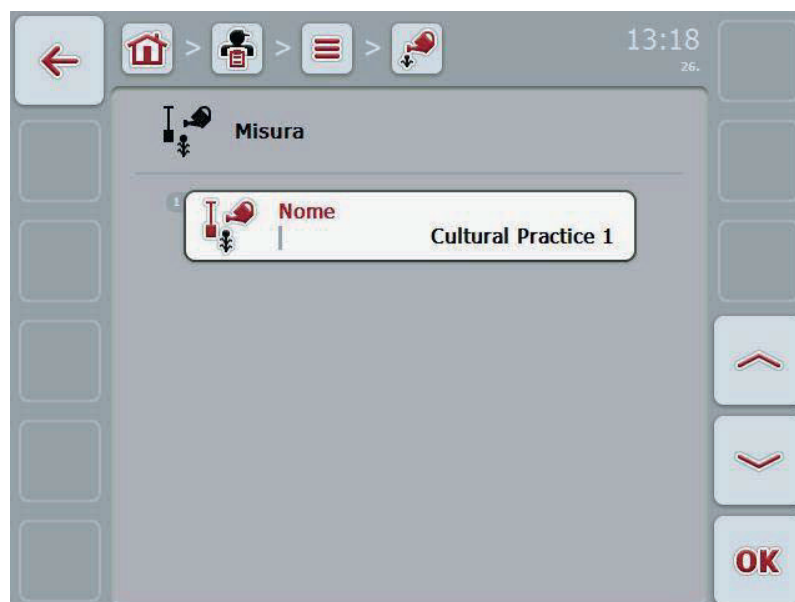 > > >
13:18
26.
Misura
1
Nome
Cultural Practice 1
OK